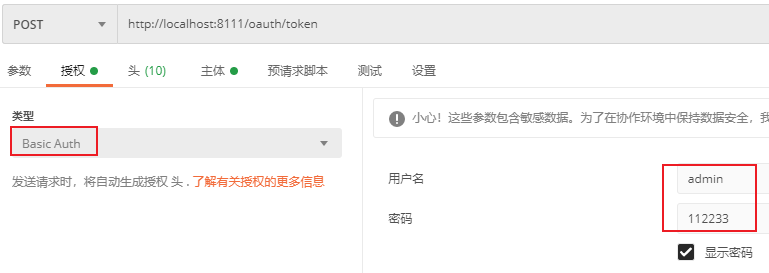 POST http://localhost:8111/oauth/token
参数 授权 头 (10) 主体 预请求脚本 测试 设置
类型
Basic Auth
发送请求时，将自动生成授权 头 . 了解有关授权的更多信息
小心！这些参数包含敏感数据。为了在协作环境中保持数据安全，我
用户名 admin
密码 112233
显示密码